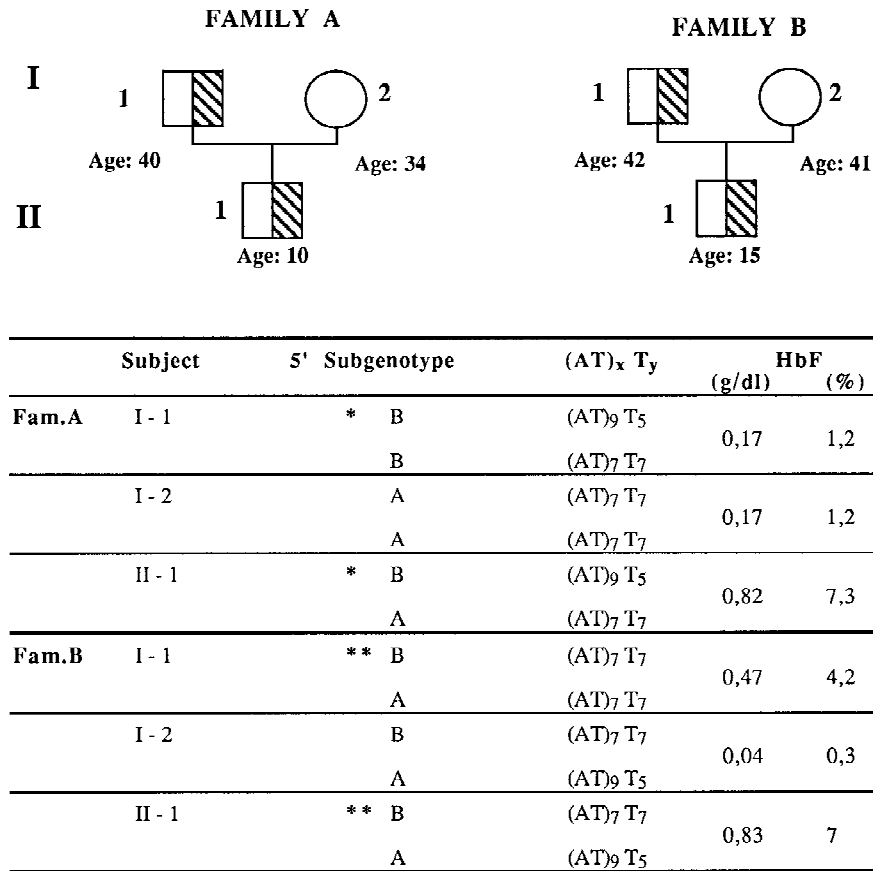 FAMILY A
FAMILY B
I
1
2
1
2
Age: 40
Age: 34
Age: 42
Age: 41
II
1
1
Age: 10
Age: 15
Subject 5' Subgenotype (AT)x Ty HbF
(g/dl) (%)
Fam.A I - 1 * B (AT)9 T5
0,17 1,2
B (AT)7 T7
I - 2 A (AT)7 T7
0,17 1,2
A (AT)7 T7
II - 1 * B (AT)9 T5
0,82 7,3
A (AT)7 T7
Fam.B I - 1 ** B (AT)7 T7
0,47 4,2
A (AT)7 T7
I - 2 B (AT)7 T7
0,04 0,3
A (AT)9 T5
II - 1 ** B (AT)7 T7
0,83 7
A (AT)9 T5